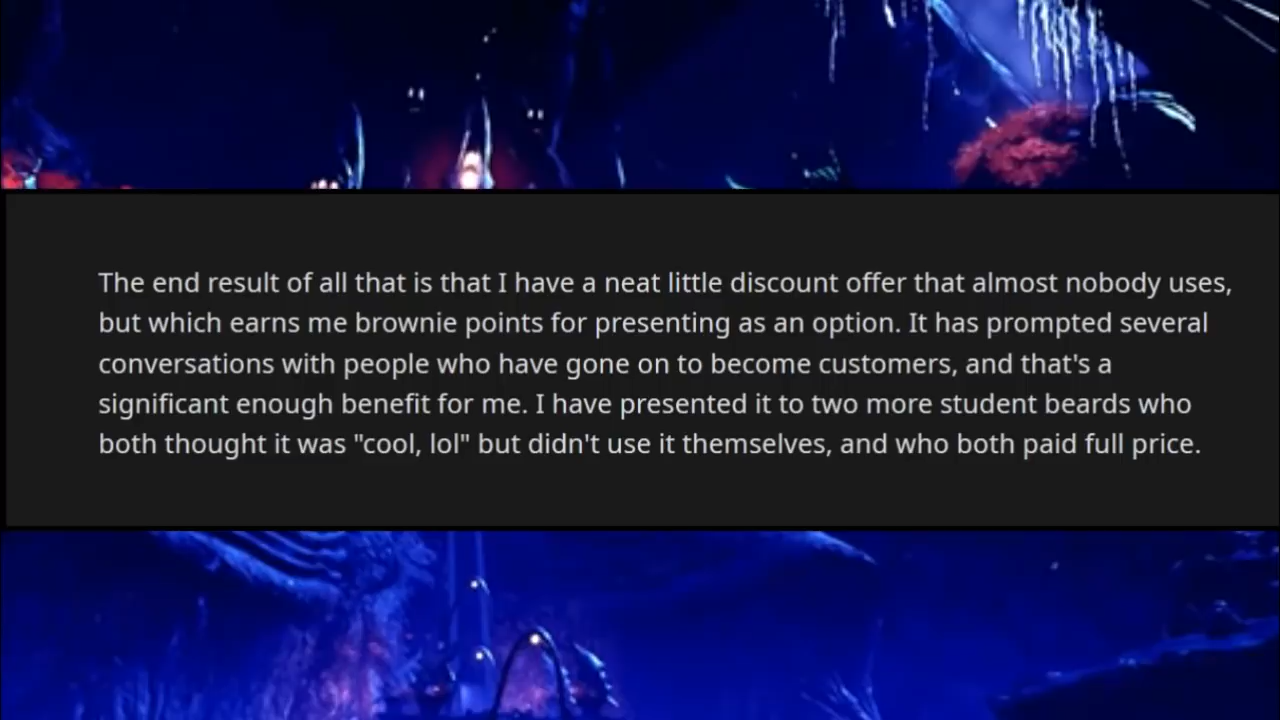 The end result of all that is that I have a neat little discount offer that almost nobody uses,
but which earns me brownie points for presenting as an option. It has prompted several
conversations with people who have gone on to become customers, and that's a
significant enough benefit for me. I have presented it to two more student beards who
both thought it was "cool, lol" but didn't use it themselves, and who both paid full price.